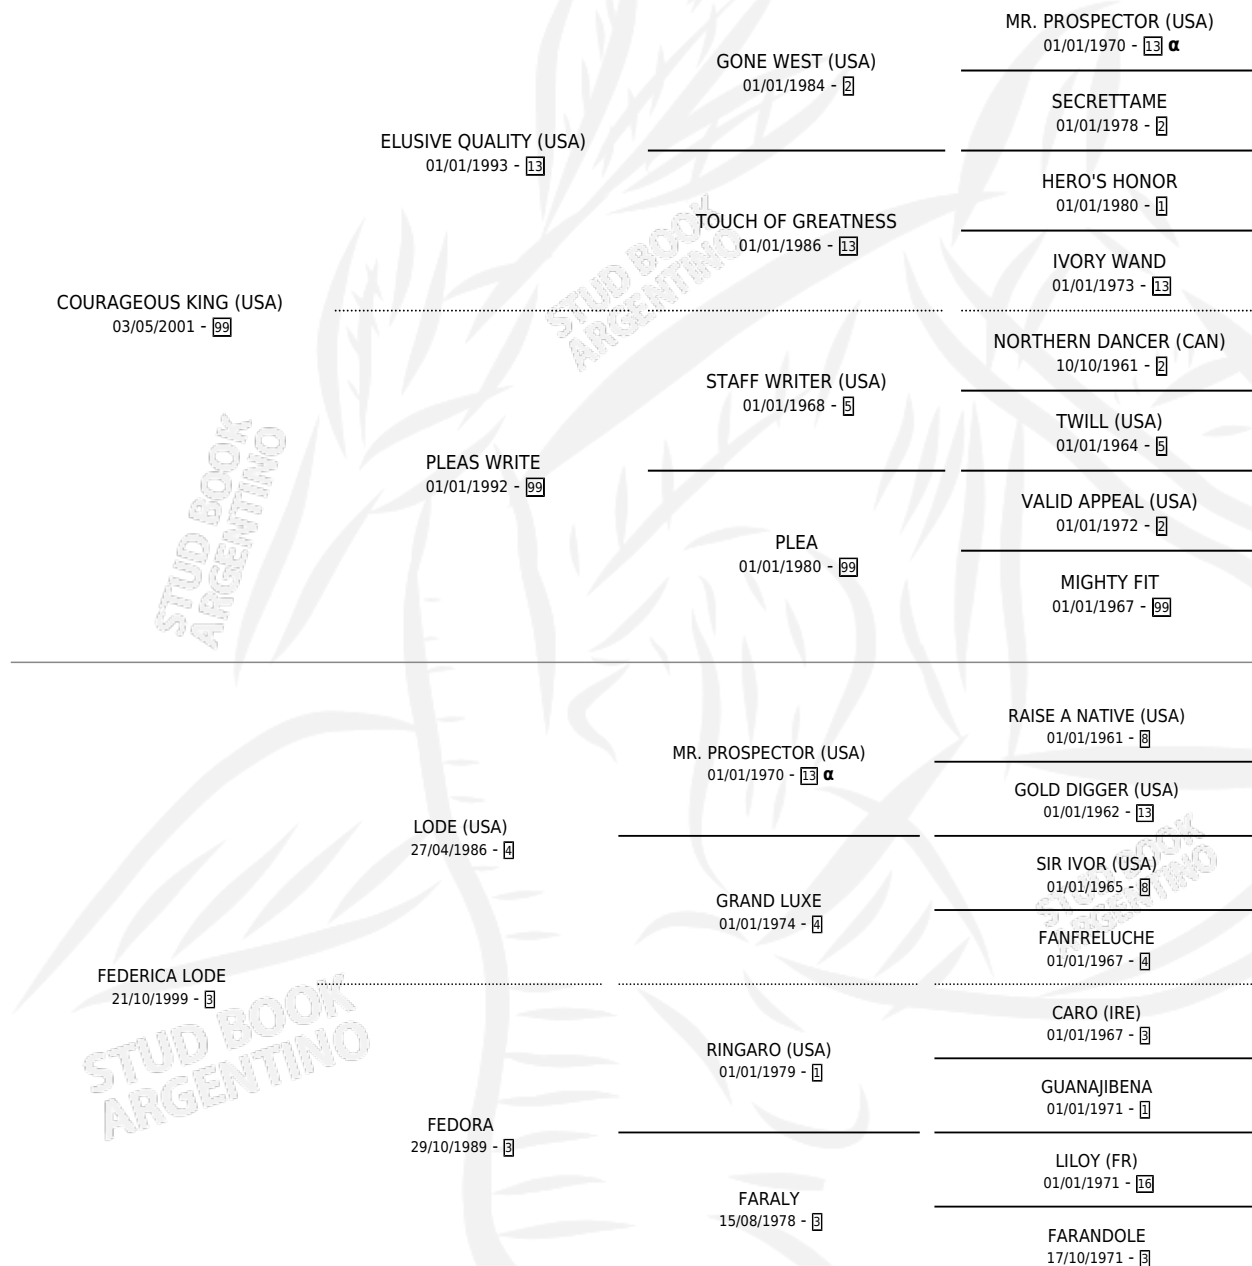 MR. PROSPECTOR (USA)
01/01/1970 - 13 α
GONE WEST (USA)
01/01/1984 - 2
SECRETTAME
01/01/1978 - 2
ELUSIVE QUALITY (USA)
01/01/1993 - 13
HERO'S HONOR
01/01/1980 - 1
TOUCH OF GREATNESS
01/01/1986 - 13
IVORY WAND
01/01/1973 - 13
COURAGEOUS KING (USA)
03/05/2001 - 99
NORTHERN DANCER (CAN)
10/10/1961 - 2
STAFF WRITER (USA)
01/01/1968 - 5
TWILL (USA)
01/01/1964 - 5
PLEAS WRITE
01/01/1992 - 99
VALID APPEAL (USA)
01/01/1972 - 2
PLEA
01/01/1980 - 99
MIGHTY FIT
01/01/1967 - 99
RAISE A NATIVE (USA)
01/01/1961 - 8
MR. PROSPECTOR (USA)
01/01/1970 - 13 α
GOLD DIGGER (USA)
01/01/1962 - 13
LODE (USA)
27/04/1986 - 4
SIR IVOR (USA)
01/01/1965 - 8
GRAND LUXE
01/01/1974 - 4
FANFRELUCHE
01/01/1967 - 4
FEDERICA LODE
21/10/1999 - 3
CARO (IRE)
01/01/1967 - 3
RINGARO (USA)
01/01/1979 - 1
GUANAJIBENA
01/01/1971 - 1
FEDORA
29/10/1989 - 3
LILOY (FR)
01/01/1971 - 16
FARALY
15/08/1978 - 3
FARANDOLE
17/10/1971 - 3
STUD BOOK
ARGENTINO
STUD BOOK
ARGENTINO
STUD BOOK
ARGENTINO
STUD BOOK
ARGENTINO